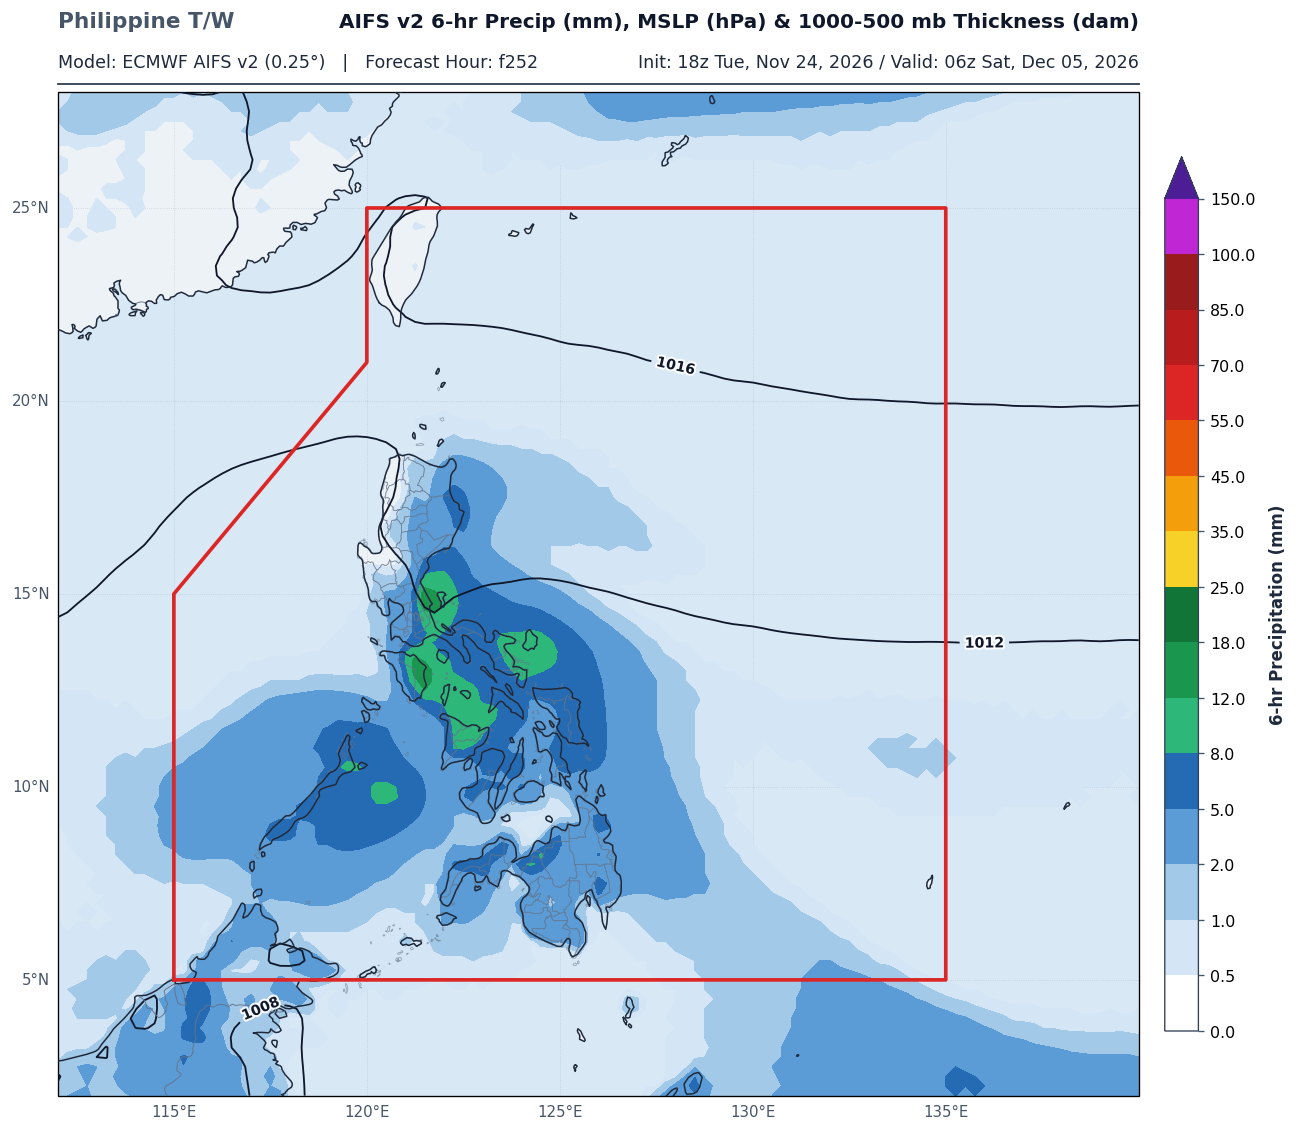 Philippine T/W
AIFS v2 6-hr Precip (mm), MSLP (hPa) & 1000-500 mb Thickness (dam)
Model: ECMWF AIFS v2 (0.25°)   |   Forecast Hour: f252
Init: 18z Tue, Nov 24, 2026 / Valid: 06z Sat, Dec 05, 2026
25°N
20°N
15°N
10°N
5°N
1016
1012
1008
115°E
120°E
125°E
130°E
135°E
150.0
100.0
85.0
70.0
55.0
45.0
35.0
25.0
18.0
12.0
8.0
5.0
2.0
1.0
0.5
0.0
6-hr Precipitation (mm)